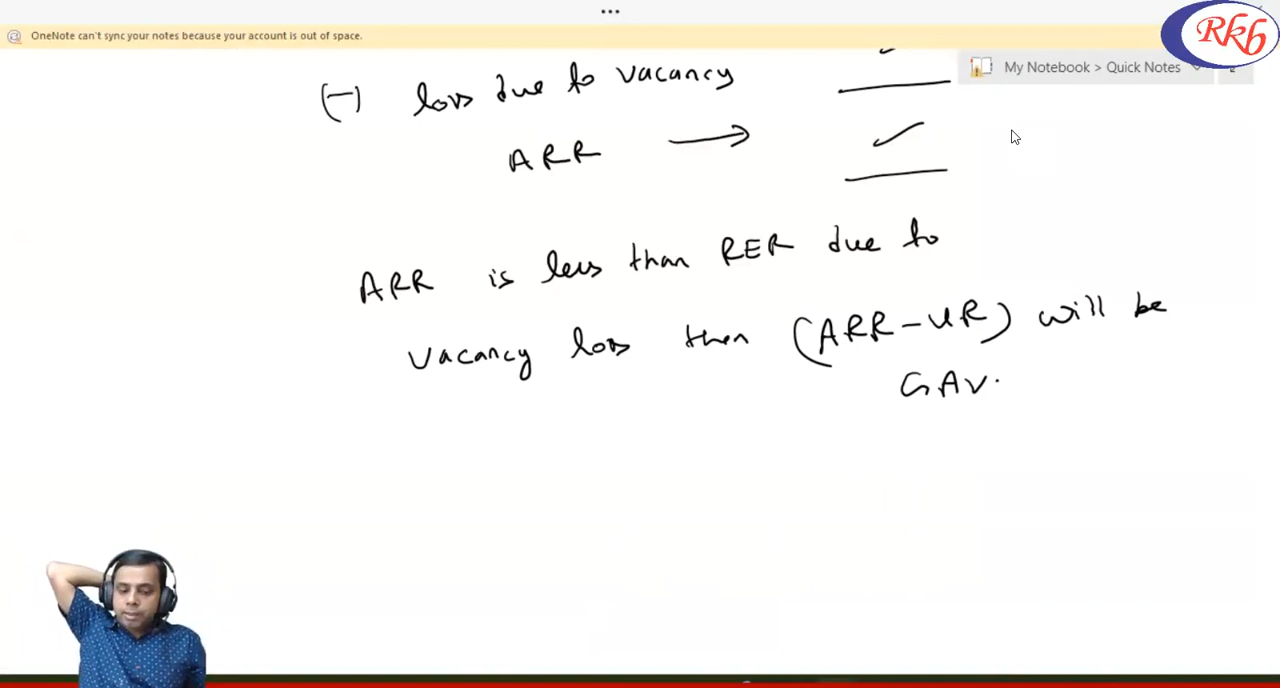 OneNote can't sync your notes because your account is out of space.
Rkb
My Notebook > Quick Notes
(-) loss due to vacancy
ARR →
ARR is less than RER due to
vacancy loss then (ARR-UR) will be
GAV.